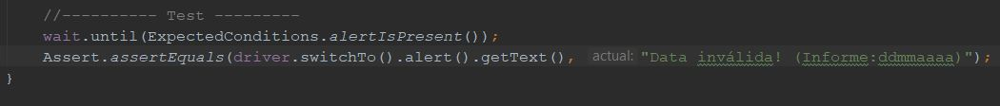 //---------- Test ---------
wait.until(ExpectedConditions.alertIsPresent());
Assert.assertEquals(driver.switchTo().alert().getText(), actual: "Data inválida! (Informe:ddmmaaaa)");
}